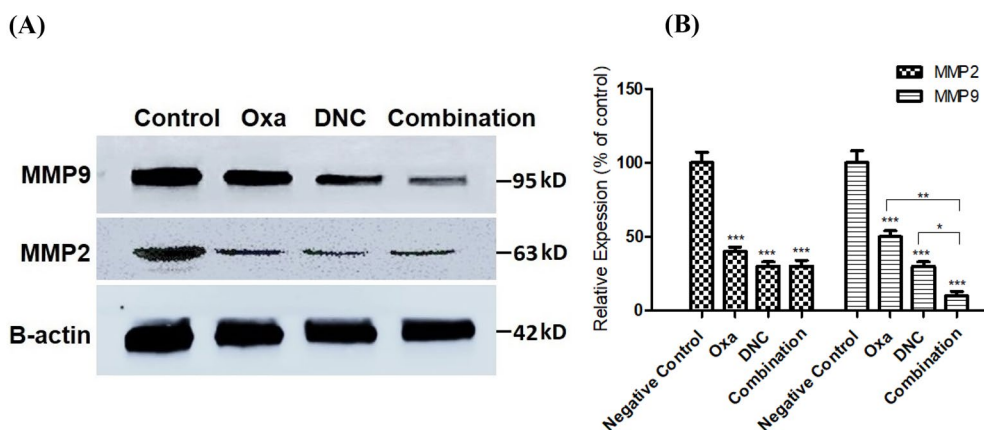 (A)
Control Oxa DNC Combination
MMP9
95 kD
MMP2
63 kD
B-actin
42 kD
(B)
MMP2
MMP9
Relative Expession (% of control)
150
100
50
0
***
***
***
***
***
***
**
*
Negative Control
Oxa
DNC
Combination
Negative Control
Oxa
DNC
Combination